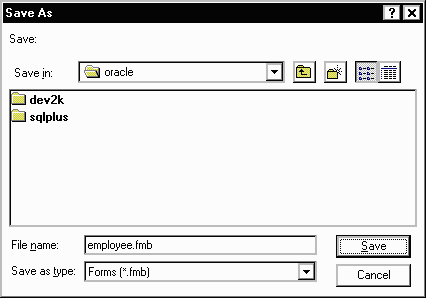 Save As
Save:
Save in: oracle
dev2k
sqlplus
File name: employee.fmb Save
Save as type: Forms (*.fmb) Cancel